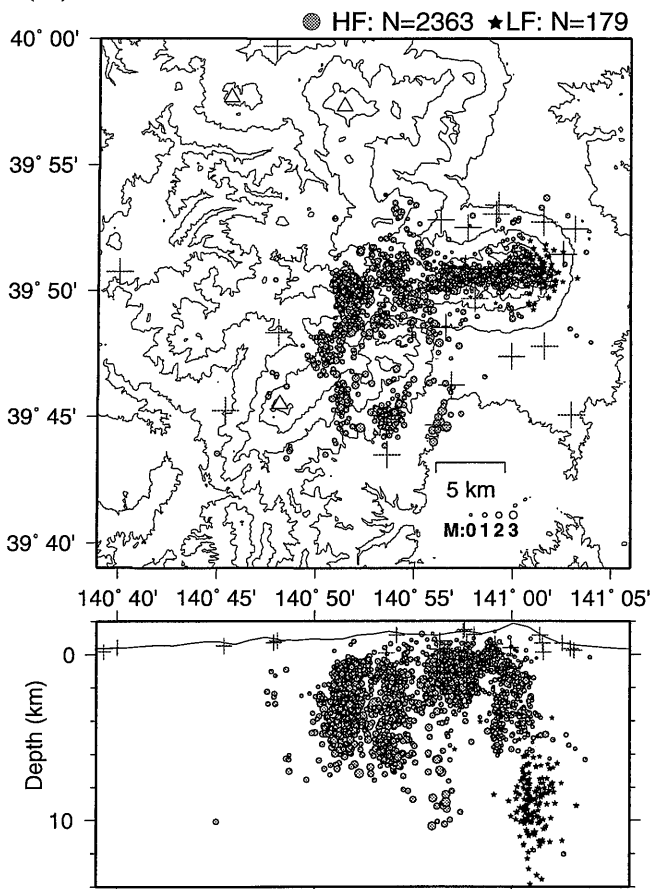 HF: N=2363 ★LF: N=179
40° 00'
39° 55'
39° 50'
39° 45'
39° 40'
5 km
M:0 1 2 3
140° 40' 140° 45' 140° 50' 140° 55' 141° 00' 141° 05'
0
10
Depth (km)